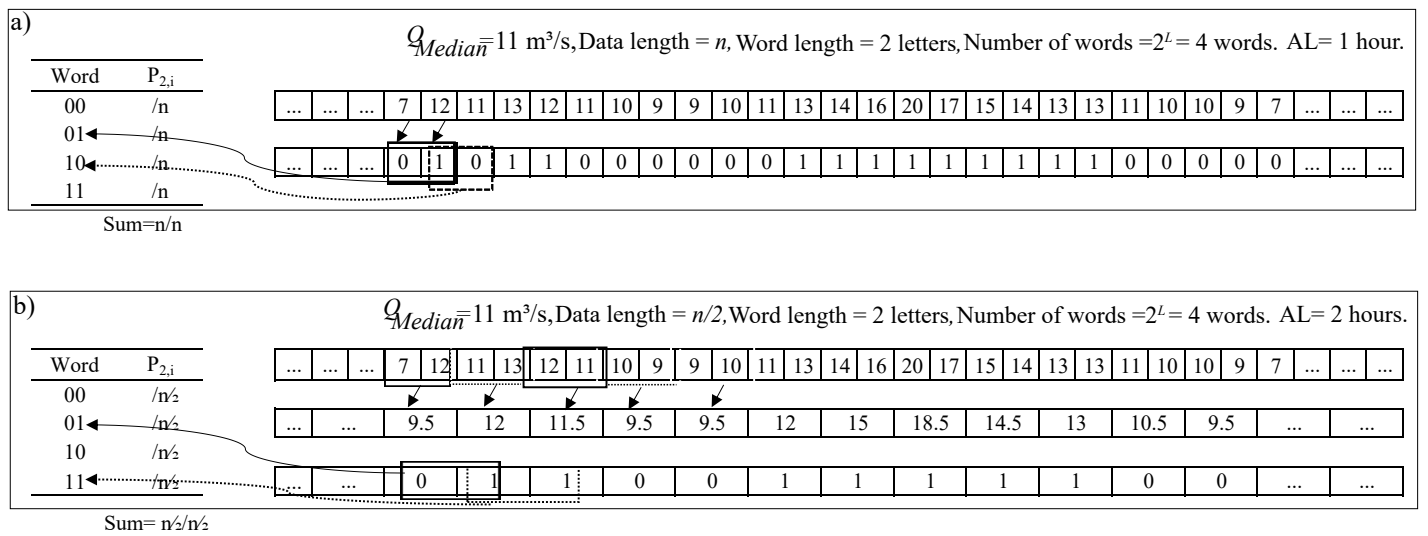 a)
Q_Median=11 m³/s, Data length = n, Word length = 2 letters, Number of words =2^L= 4 words. AL= 1 hour.
Word P2,i
00 /n
01 /n
10 /n
11 /n
Sum=n/n
... ... ... 7 12 11 13 12 11 10 9 9 10 11 13 14 16 20 17 15 14 13 13 11 10 10 9 7 ... ... ...
... ... ... 0 1 0 1 1 0 0 0 0 0 0 1 1 1 1 1 1 1 1 1 0 0 0 0 0 ... ... ...
b)
Q_Median=11 m³/s, Data length = n/2, Word length = 2 letters, Number of words =2^L= 4 words. AL= 2 hours.
Word P2,i
00 /n⁄2
01 /n⁄2
10 /n⁄2
11 /n⁄2
Sum= n⁄2/n⁄2
... ... ... 7 12 11 13 12 11 10 9 9 10 11 13 14 16 20 17 15 14 13 13 11 10 10 9 7 ... ... ...
... ... 9.5 12 11.5 9.5 9.5 12 15 18.5 14.5 13 10.5 9.5 ... ...
... ... 0 1 1 0 0 1 1 1 1 1 0 0 ... ...